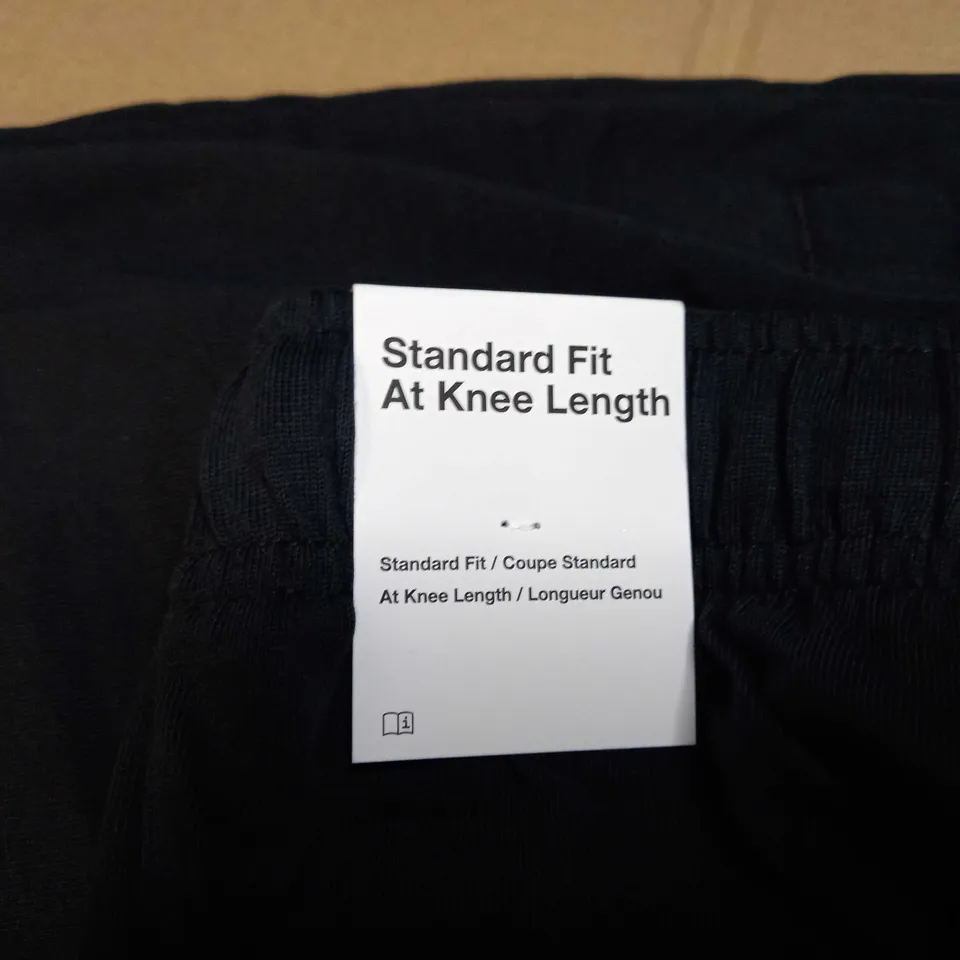 Standard Fit
At Knee Length
Standard Fit / Coupe Standard
At Knee Length / Longueur Genou
i